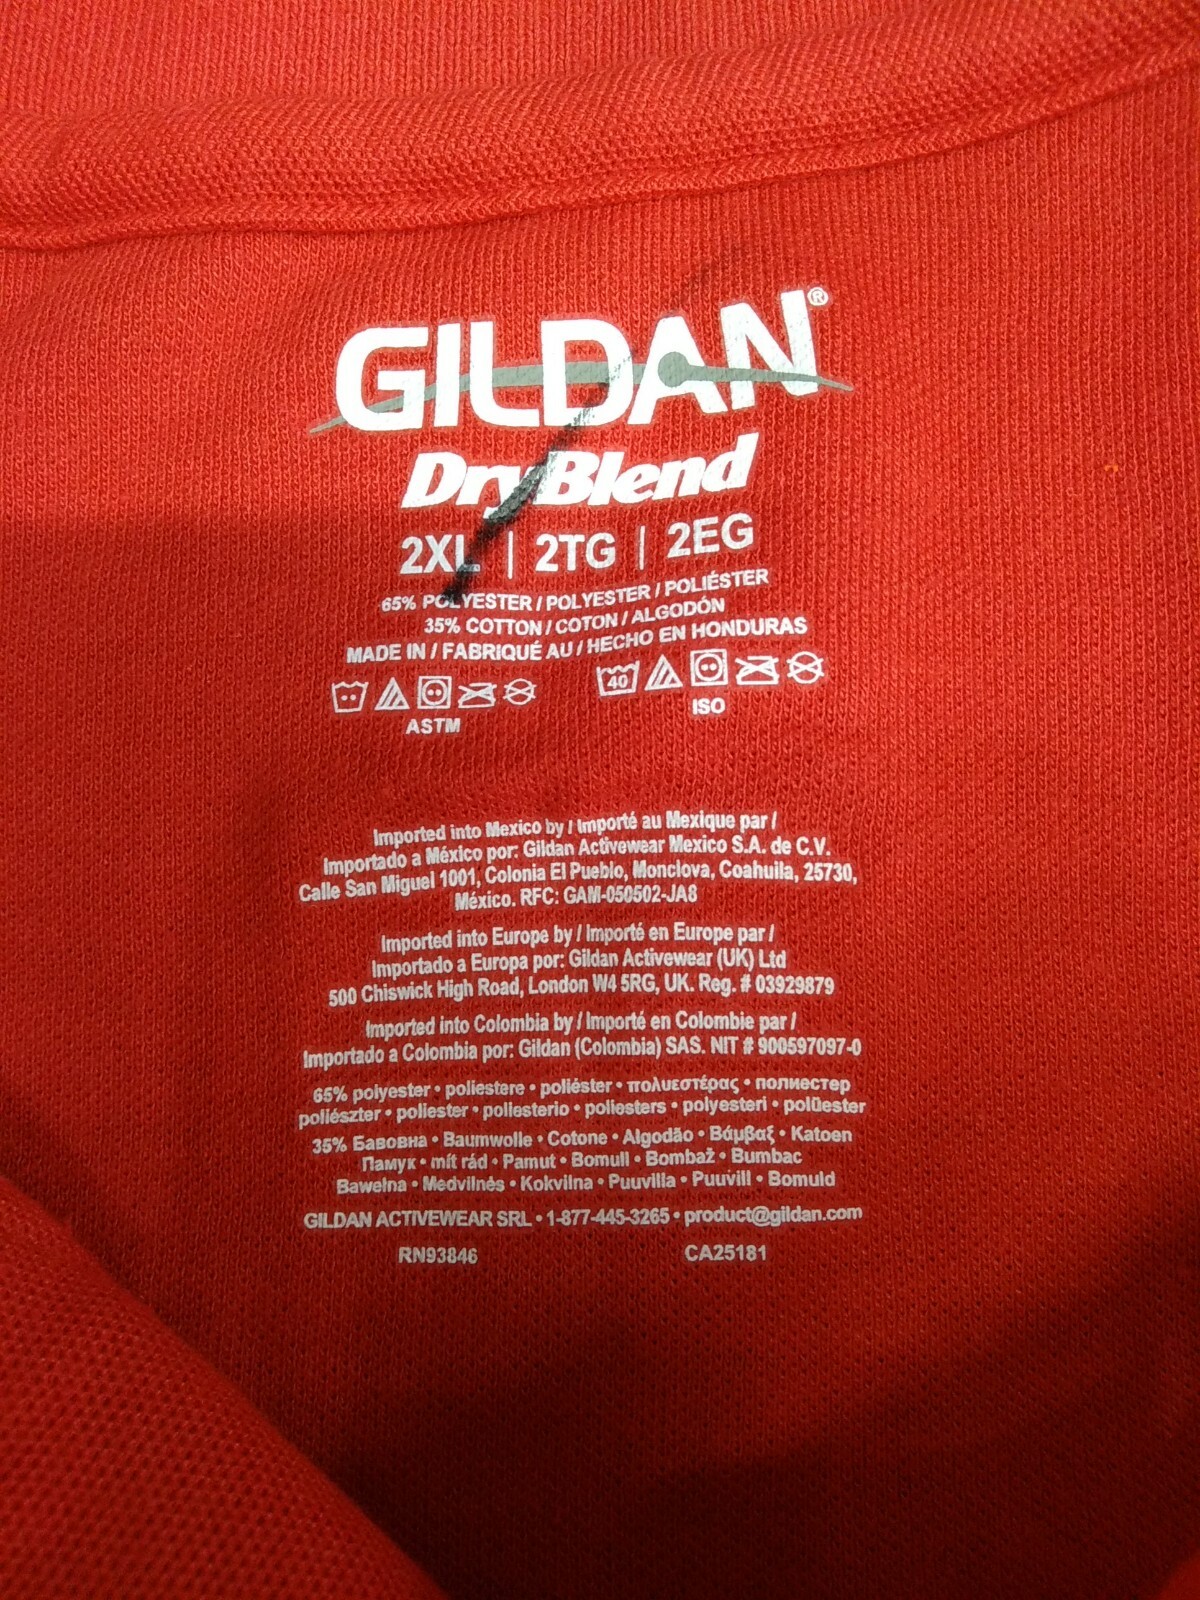 GILDAN®
DryBlend
2XL | 2TG | 2EG
65% POLYESTER / POLYESTER / POLIÉSTER
35% COTTON / COTON / ALGODÓN
MADE IN / FABRIQUÉ AU / HECHO EN HONDURAS
40
ASTM
ISO
Imported into Mexico by / Importé au Mexique par /
Importado a México por: Gildan Activewear Mexico S.A. de C.V.
Calle San Miguel 1001, Colonia El Pueblo, Monclova, Coahuila, 25730,
México. RFC: GAM-050502-JA8
Imported into Europe by / Importé en Europe par /
Importado a Europa por: Gildan Activewear (UK) Ltd
500 Chiswick High Road, London W4 5RG, UK. Reg. # 03929879
Imported into Colombia by / Importé en Colombie par /
Importado a Colombia por: Gildan (Colombia) SAS. NIT # 900597097-0
65% polyester • poliestere • poliéster • πολυεστέρας • полиестер
poliészter • poliester • poliesterio • poliesters • polyesteri • polüester
35% Бавовна • Baumwolle • Cotone • Algodão • Βάμβαξ • Katoen
Памук • mít rád • Pamut • Bomull • Bombaž • Bumbac
Bawełna • Medvilnės • Kokvilna • Puuvilla • Puuvill • Bomuld
GILDAN ACTIVEWEAR SRL • 1-877-445-3265 • product@gildan.com
RN93846
CA25181